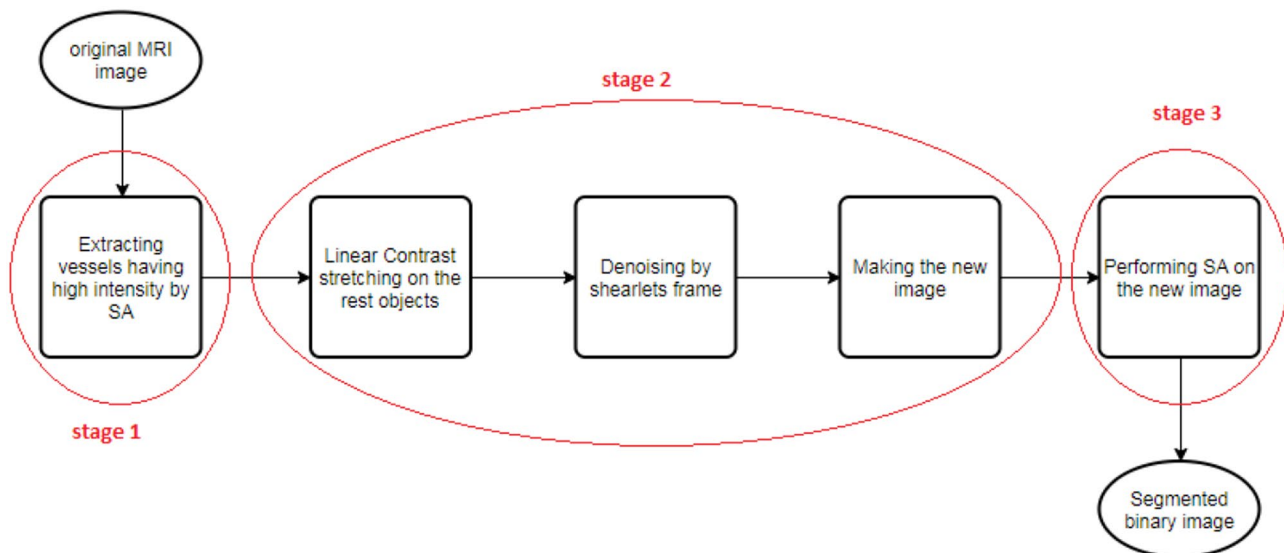 original MRI
image
stage 1
Extracting
vessels having
high intensity by
SA
stage 2
Linear Contrast
stretching on the
rest objects
Denoising by
shearlets frame
Making the new
image
stage 3
Performing SA on
the new image
Segmented
binary image